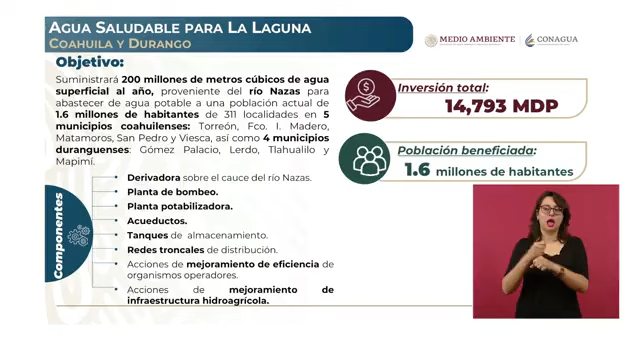 AGUA SALUDABLE PARA LA LAGUNA
COAHUILA Y DURANGO
MEDIO AMBIENTE
CONAGUA
Objetivo:
Suministrará 200 millones de metros cúbicos de agua
superficial al año, proveniente del río Nazas para
abastecer de agua potable a una población actual de
1.6 millones de habitantes de 311 localidades en 5
municipios coahuilenses: Torreón, Fco. I. Madero,
Matamoros, San Pedro y Viesca, así como 4 municipios
duranguenses: Gómez Palacio, Lerdo, Tlahualilo y
Mapimí.
Inversión total:
14,793 MDP
Población beneficiada:
1.6 millones de habitantes
Componentes
• Derivadora sobre el cauce del río Nazas.
• Planta de bombeo.
• Planta potabilizadora.
• Acueductos.
• Tanques de almacenamiento.
• Redes troncales de distribución.
• Acciones de mejoramiento de eficiencia de
organismos operadores.
• Acciones de mejoramiento de
infraestructura hidroagrícola.